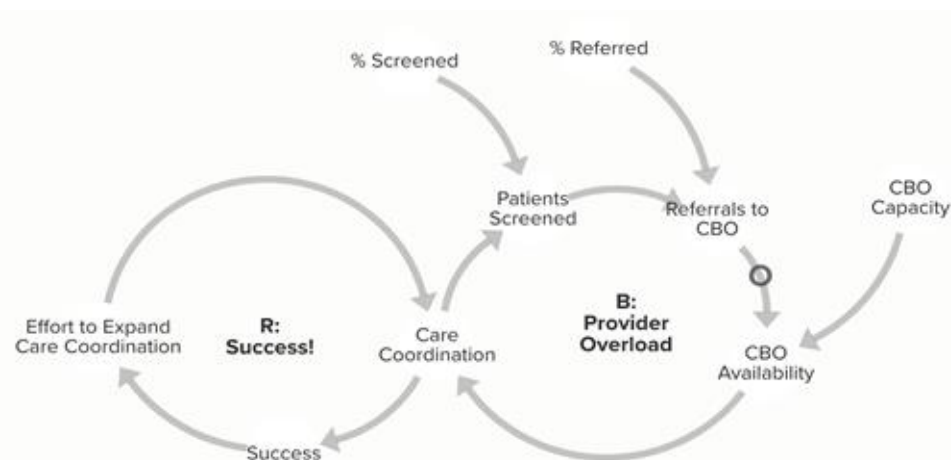 % Referred
% Screened
CBO
Capacity
Patients
Screened
Referrals to
CBO
B:
Provider
Overload
R:
Success!
Effort to Expand
Care Coordination
Care
Coordination
CBO
Availability
Success